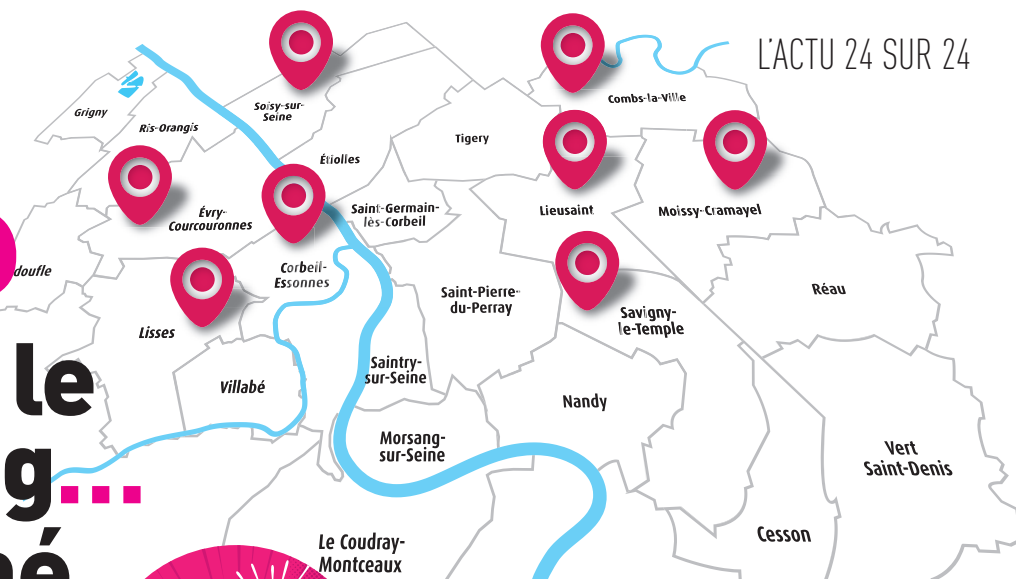 L'ACTU 24 SUR 24
Combs-la-Ville
Grigny
Soisy-sur-
Seine
Ris-Orangis
Tigery
Étiolles
Évry-
Courcouronnes
Saint-Germain-
lès-Corbeil
Lieusaint
Moissy-Cramayel
doufle
Corbeil-
Essonnes
Saint-Pierre-
du-Perray
Réau
Savigny-
le-Temple
Lisses
le
Villabé
Saintry-
sur-Seine
Nandy
Morsang-
sur-Seine
Vert
Saint-Denis
g...
Cesson
Le Coudray-
Montceaux